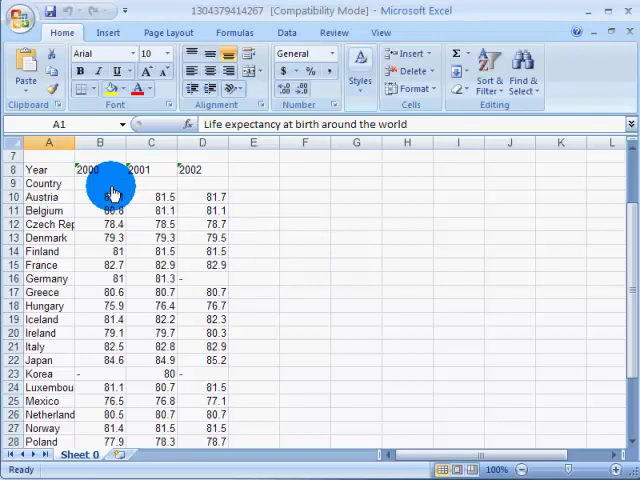 1304379414267 [Compatibility Mode] - Microsoft Excel
Home Insert Page Layout Formulas Data Review View
Paste
Clipboard
Arial 10
B I U A A
A
Font
Alignment
General
$ % ,
Number
Styles
Insert
Delete
Format
Cells
Σ
Sort & Filter
Find & Select
Editing
A1 fx Life expectancy at birth around the world
A B C D E F G H I J K L
7
8 Year 2000 2001 2002
9 Country
10 Austria 81.5 81.7
11 Belgium 80.8 81.1 81.1
12 Czech Rep 78.4 78.5 78.7
13 Denmark 79.3 79.3 79.5
14 Finland 81 81.5 81.5
15 France 82.7 82.9 82.9
16 Germany 81 81.3 -
17 Greece 80.6 80.7 80.7
18 Hungary 75.9 76.4 76.7
19 Iceland 81.4 82.2 82.3
20 Ireland 79.1 79.7 80.3
21 Italy 82.5 82.8 82.9
22 Japan 84.6 84.9 85.2
23 Korea - 80 -
24 Luxembou 81.1 80.7 81.5
25 Mexico 76.5 76.8 77.1
26 Netherland 80.5 80.7 80.7
27 Norway 81.4 81.5 81.5
28 Poland 77.9 78.3 78.7
Sheet 0
Ready 100%